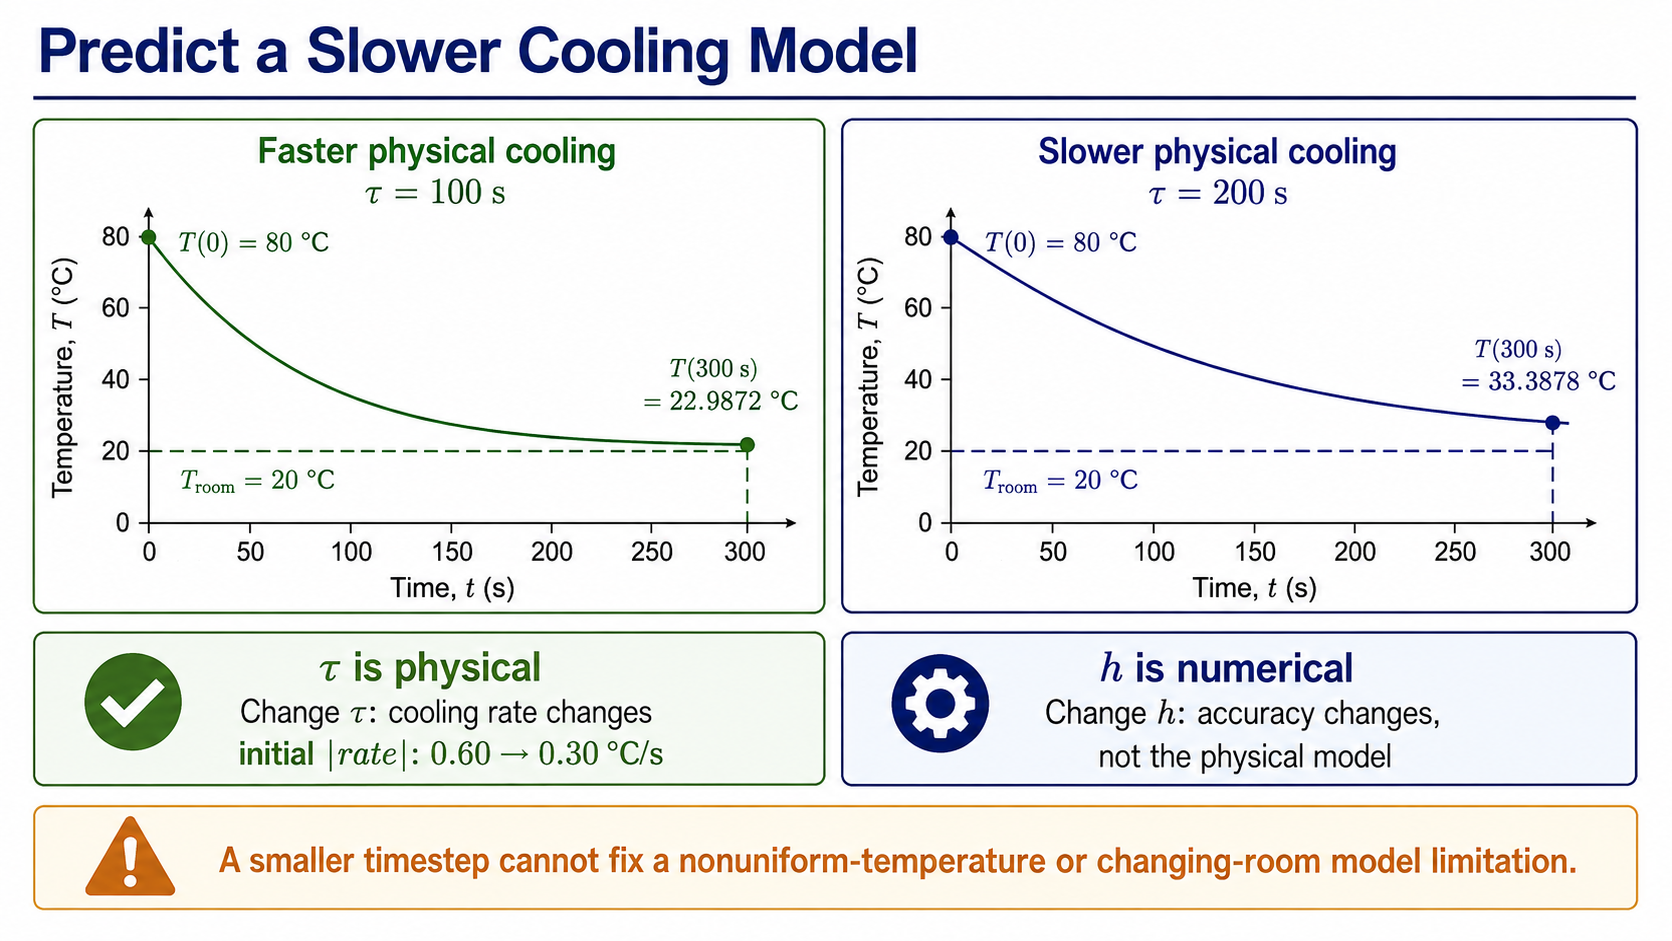 Predict a Slower Cooling Model
Faster physical cooling
τ = 100 s
T(0) = 80 °C
T(300 s)
= 22.9872 °C
T_room = 20 °C
80
60
40
20
0
0 50 100 150 200 250 300
Temperature, T (°C)
Time, t (s)
Slower physical cooling
τ = 200 s
T(0) = 80 °C
T(300 s)
= 33.3878 °C
T_room = 20 °C
80
60
40
20
0
0 50 100 150 200 250 300
Temperature, T (°C)
Time, t (s)
τ is physical
Change τ: cooling rate changes
initial |rate|: 0.60 → 0.30 °C/s
h is numerical
Change h: accuracy changes,
not the physical model
A smaller timestep cannot fix a nonuniform-temperature or changing-room model limitation.